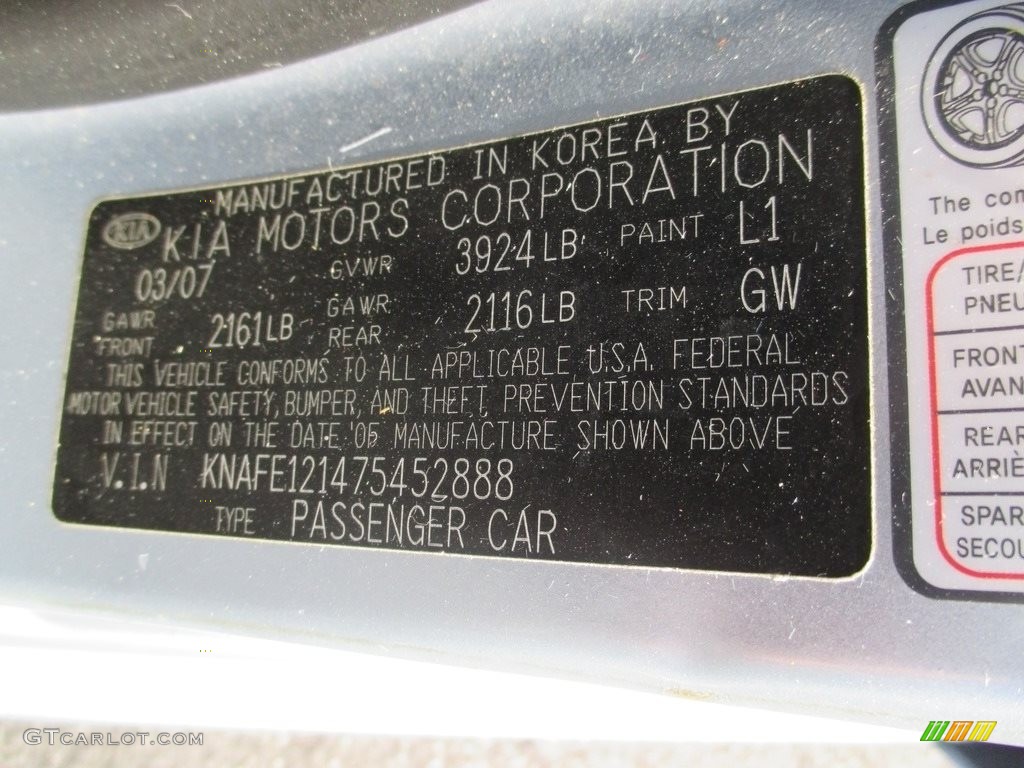 MANUFACTURED IN KOREA BY
KIA KIA MOTORS CORPORATION
03/07 GVWR 3924LB PAINT L1
GAWR FRONT 2161LB GAWR REAR 2116LB TRIM GW
THIS VEHICLE CONFORMS TO ALL APPLICABLE U.S.A. FEDERAL
MOTOR VEHICLE SAFETY, BUMPER, AND THEFT PREVENTION STANDARDS
IN EFFECT ON THE DATE OF MANUFACTURE SHOWN ABOVE
V.I.N KNAFE121475452888
TYPE PASSENGER CAR
The com
Le poids
TIRE/
PNEU
FRONT
AVAN
REAR
ARRIÈ
SPAR
SECOU
GTCARLOT.COM